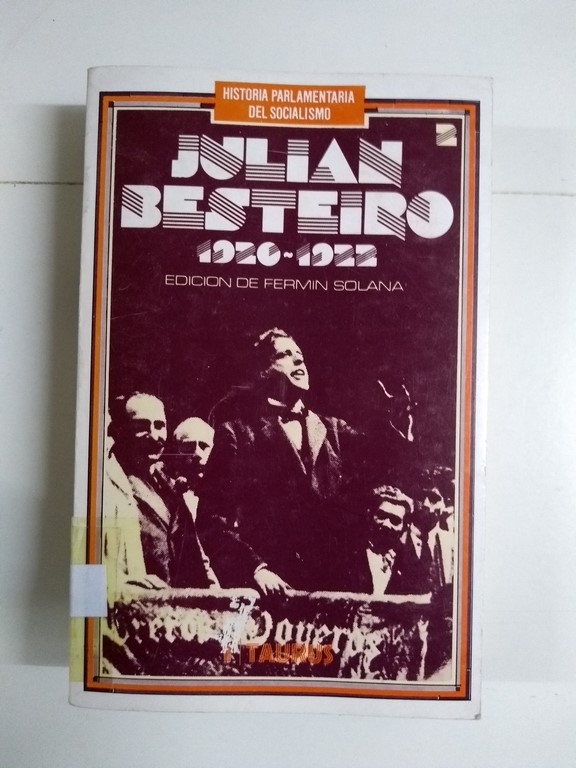 HISTORIA PARLAMENTARIA
DEL SOCIALISMO
2
JULIAN
BESTEIRO
1920~1922
EDICION DE FERMIN SOLANA
TAURUS